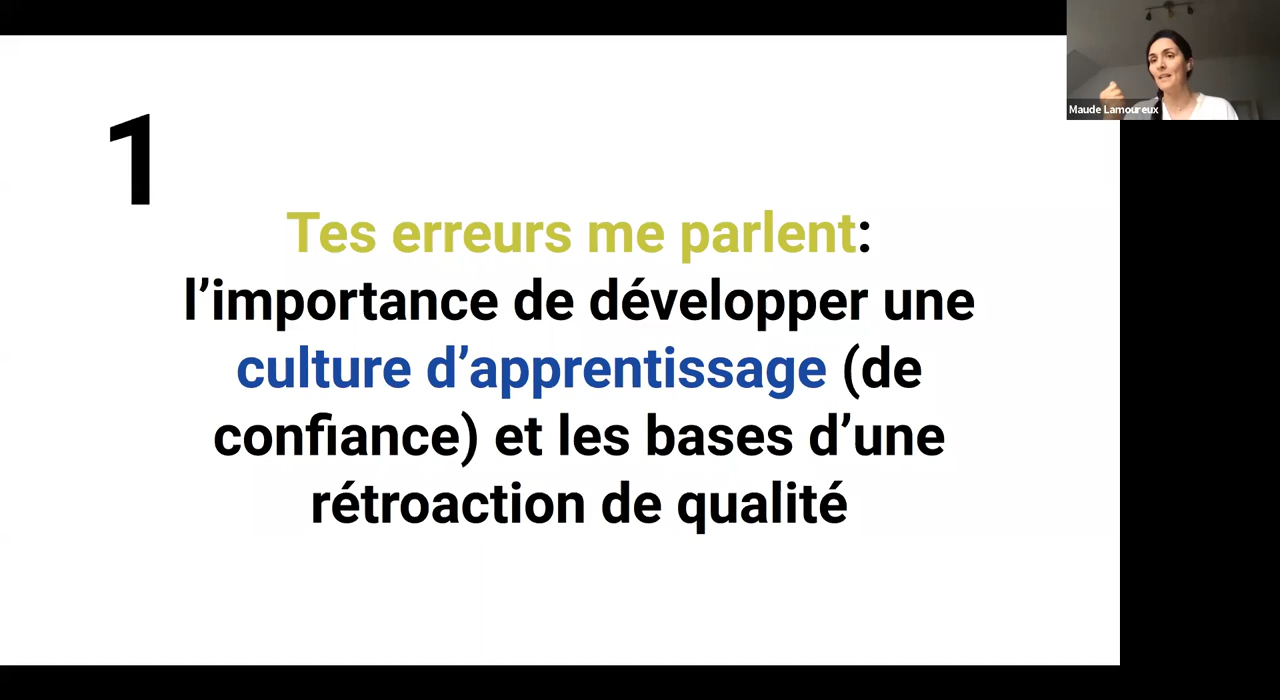 Maude Lamoureux
1
Tes erreurs me parlent:
l’importance de développer une
culture d’apprentissage (de
confiance) et les bases d’une
rétroaction de qualité